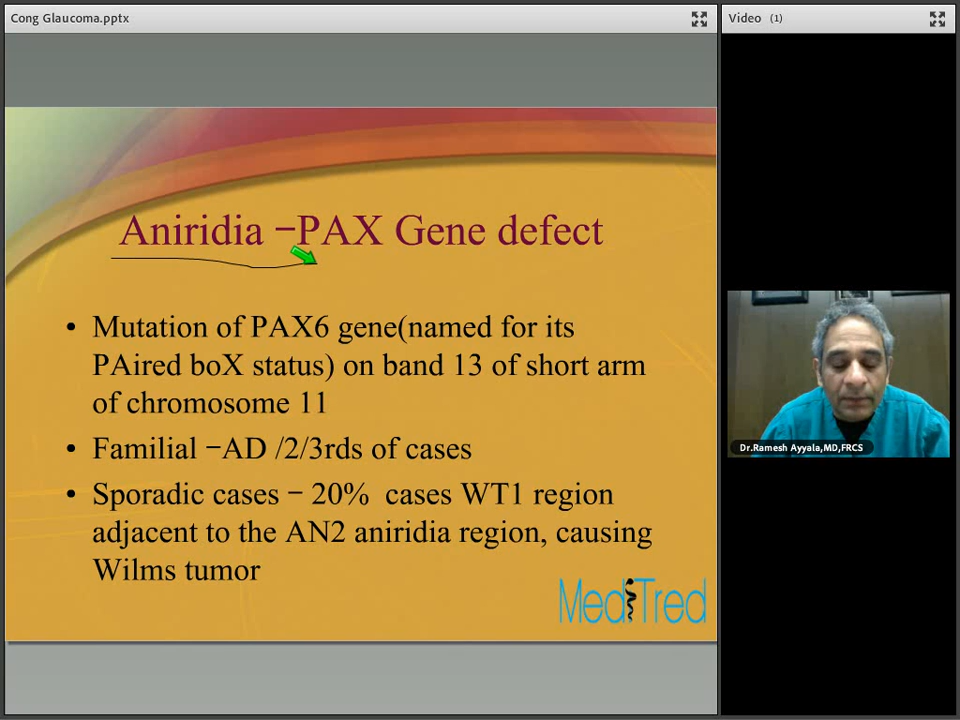 Cong Glaucoma.pptx
Video (1)
Aniridia –PAX Gene defect
• Mutation of PAX6 gene(named for its
PAired boX status) on band 13 of short arm
of chromosome 11
• Familial –AD /2/3rds of cases
• Sporadic cases – 20% cases WT1 region
adjacent to the AN2 aniridia region, causing
Wilms tumor
MediTred
Dr.Ramesh Ayyala,MD,FRCS